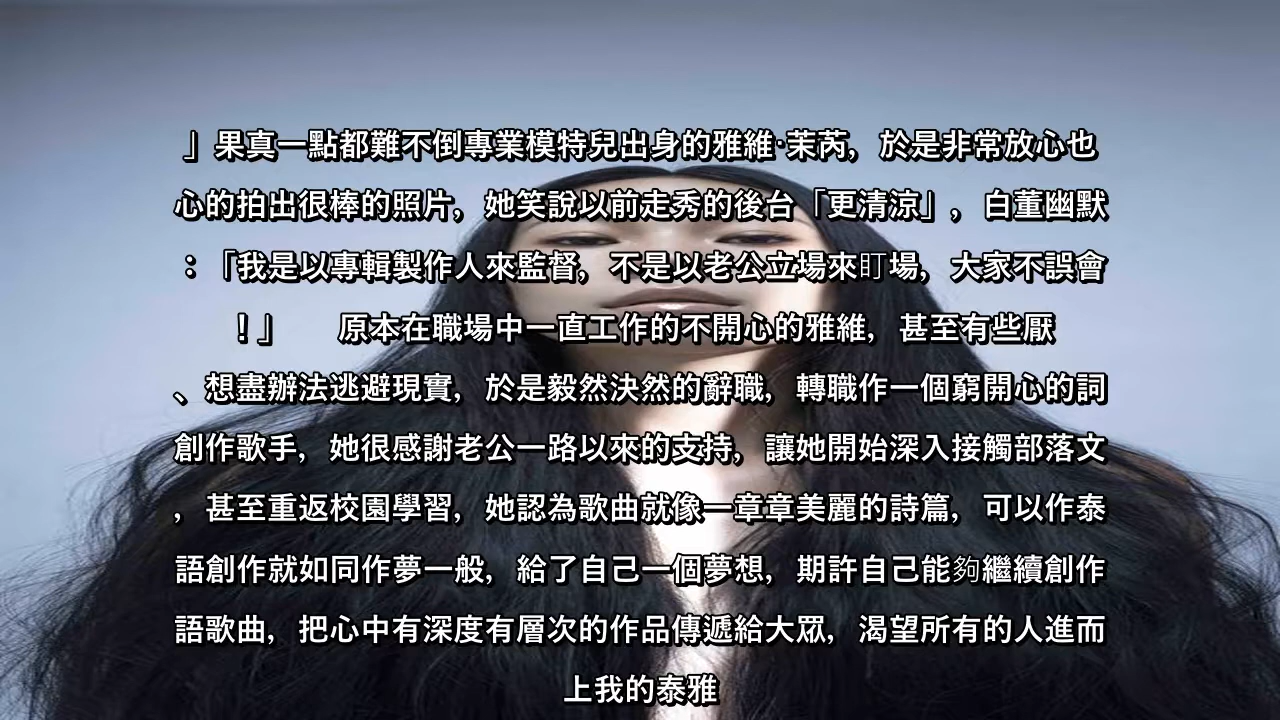 」果真一點都難不倒專業模特兒出身的雅維·茉芮，於是非常放心也
心的拍出很棒的照片，她笑說以前走秀的後台「更清涼」，白董幽默
：「我是以專輯製作人來監督，不是以老公立場來盯場，大家不誤會
！」　　原本在職場中一直工作的不開心的雅維，甚至有些厭
、想盡辦法逃避現實，於是毅然決然的辭職，轉職作一個窮開心的詞
創作歌手，她很感謝老公一路以來的支持，讓她開始深入接觸部落文
，甚至重返校園學習，她認為歌曲就像一章章美麗的詩篇，可以作泰
語創作就如同作夢一般，給了自己一個夢想，期許自己能夠繼續創作
語歌曲，把心中有深度有層次的作品傳遞給大眾，渴望所有的人進而
上我的泰雅